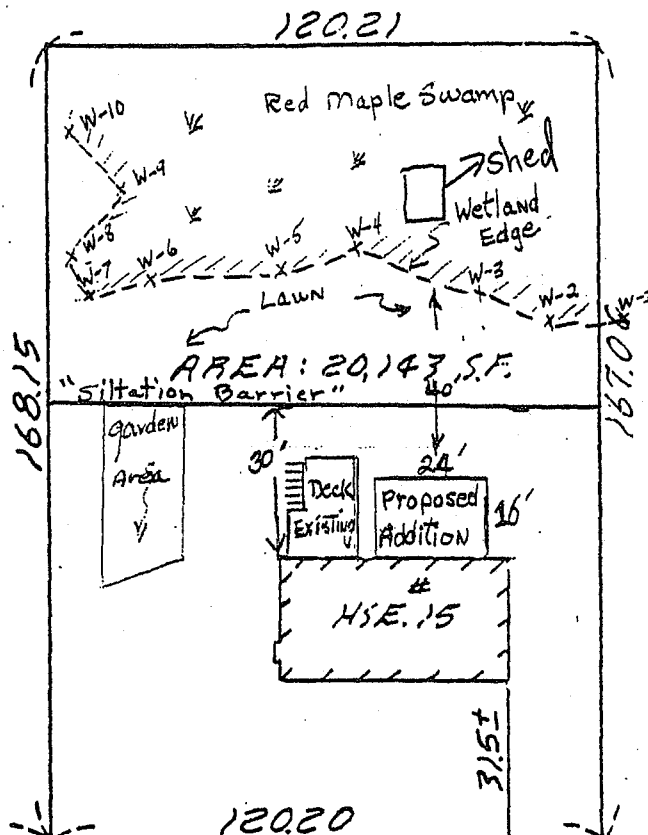 120.21
Red Maple Swamp
W-10
W-9
shed
Wetland
Edge
W-8
W-7
W-6
W-5
W-4
W-3
W-2
Lawn
AREA: 20,143 S.F.
40'
"Siltation Barrier"
168.15
garden
Area
30'
Deck
Existing
24'
Proposed
Addition
16'
#
HSE. 15
31.5±
120.20